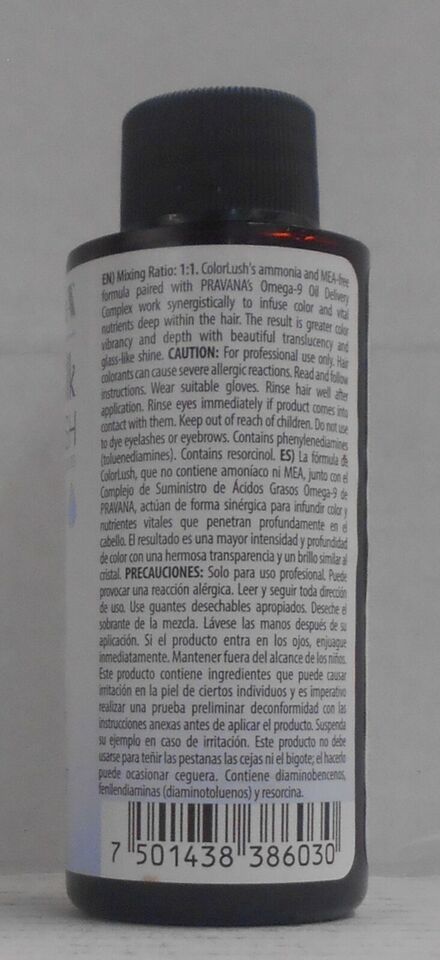 A
k
H
EN) Mixing Ratio: 1:1. ColorLush's ammonia and MEA-free
formula paired with PRAVANA's Omega-9 Oil Delivery
Complex work synergistically to infuse color and vital
nutrients deep within the hair. The result is greater color
vibrancy and depth with beautiful translucency and
glass-like shine. CAUTION: For professional use only. Hair
colorants can cause severe allergic reactions. Read and follow
instructions. Wear suitable gloves. Rinse hair well after
application. Rinse eyes immediately if product comes into
contact with them. Keep out of reach of children. Do not use
to dye eyelashes or eyebrows. Contains phenylenediamines
(toluenediamines). Contains resorcinol. ES) La fórmula de
ColorLush, que no contiene amoníaco ni MEA, junto con el
Complejo de Suministro de Ácidos Grasos Omega-9 de
PRAVANA, actúan de forma sinérgica para infundir color y
nutrientes vitales que penetran profundamente en el
cabello. El resultado es una mayor intensidad y profundidad
de color con una hermosa transparencia y un brillo similar al
cristal. PRECAUCIONES: Solo para uso profesional. Puede
provocar una reacción alérgica. Leer y seguir toda dirección
de uso. Use guantes desechables apropiados. Deseche el
sobrante de la mezcla. Lávese las manos después de su
aplicación. Si el producto entra en los ojos, enjuague
inmediatamente. Mantener fuera del alcance de los niños.
Este producto contiene ingredientes que puede causar
irritación en la piel de ciertos individuos y es imperativo
realizar una prueba preliminar deconformidad con las
instrucciones anexas antes de aplicar el producto. Suspenda
su ejemplo en caso de irritación. Este producto no debe
usarse para teñir las pestanas las cejas ni el bigote; el hacerlo
puede ocasionar ceguera. Contiene diaminobencenos,
fenilendiaminas (diaminotoluenos) y resorcina.
7 501438 386030